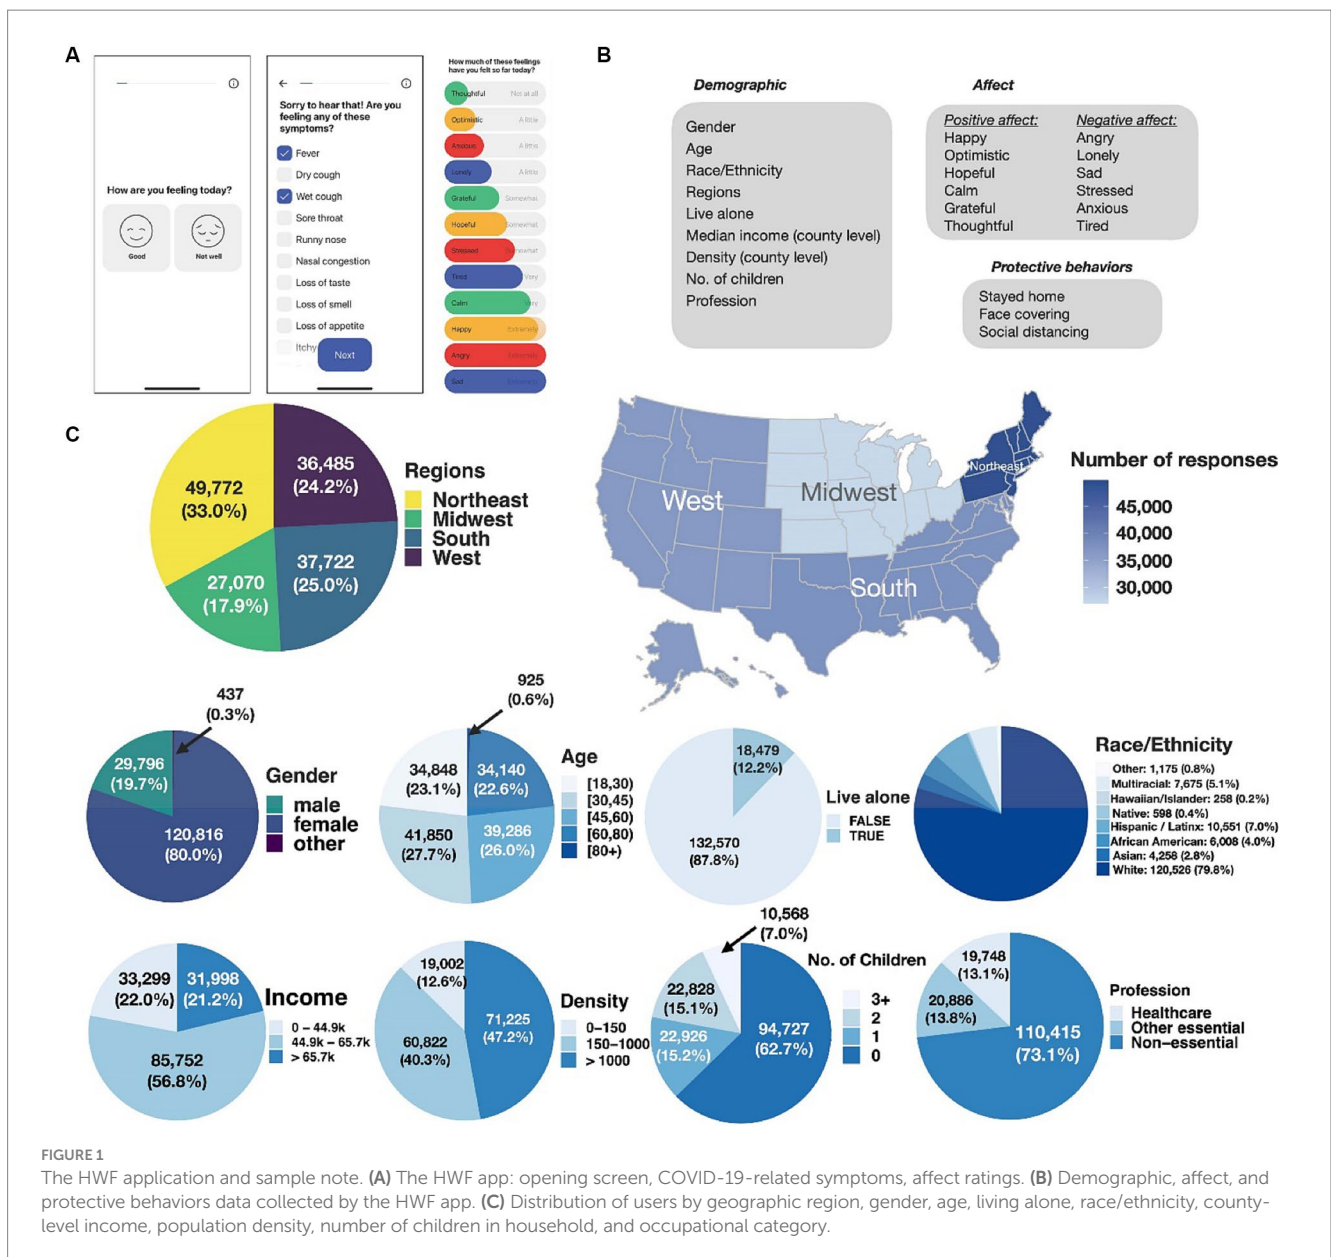 A
How are you feeling today?
Good
Not well
Sorry to hear that! Are you
feeling any of these
symptoms?
Fever
Dry cough
Wet cough
Sore throat
Runny nose
Nasal congestion
Loss of taste
Loss of smell
Loss of appetite
Itchy
Next
How much of these feelings
have you felt so far today?
Thoughtful Not at all
Optimistic A little
Anxious A little
Lonely A little
Grateful Somewhat
Hopeful Somewhat
Stressed Somewhat
Tired Very
Calm Very
Happy Extremely
Angry Extremely
Sad Extremely
B
Demographic
Gender
Age
Race/Ethnicity
Regions
Live alone
Median income (county level)
Density (county level)
No. of children
Profession
Affect
Positive affect: Negative affect:
Happy Angry
Optimistic Lonely
Hopeful Sad
Calm Stressed
Grateful Anxious
Thoughtful Tired
Protective behaviors
Stayed home
Face covering
Social distancing
C
49,772
(33.0%)
36,485
(24.2%)
27,070
(17.9%)
37,722
(25.0%)
Regions
Northeast
Midwest
South
West
West
Midwest
Northeast
South
Number of responses
45,000
40,000
35,000
30,000
437
(0.3%)
29,796
(19.7%)
120,816
(80.0%)
Gender
male
female
other
925
(0.6%)
34,848
(23.1%)
34,140
(22.6%)
41,850
(27.7%)
39,286
(26.0%)
Age
[18,30)
[30,45)
[45,60)
[60,80)
[80+)
18,479
(12.2%)
132,570
(87.8%)
Live alone
FALSE
TRUE
Race/Ethnicity
Other: 1,175 (0.8%)
Multiracial: 7,675 (5.1%)
Hawaiian/Islander: 258 (0.2%)
Native: 598 (0.4%)
Hispanic / Latinx: 10,551 (7.0%)
African American: 6,008 (4.0%)
Asian: 4,258 (2.8%)
White: 120,526 (79.8%)
33,299
(22.0%)
31,998
(21.2%)
85,752
(56.8%)
Income
0 – 44.9k
44.9k – 65.7k
> 65.7k
19,002
(12.6%)
71,225
(47.2%)
60,822
(40.3%)
Density
0–150
150–1000
> 1000
10,568
(7.0%)
22,828
(15.1%)
22,926
(15.2%)
94,727
(62.7%)
No. of Children
3+
2
1
0
19,748
(13.1%)
20,886
(13.8%)
110,415
(73.1%)
Profession
Healthcare
Other essential
Non–essential
FIGURE 1
The HWF application and sample note. (A) The HWF app: opening screen, COVID-19-related symptoms, affect ratings. (B) Demographic, affect, and
protective behaviors data collected by the HWF app. (C) Distribution of users by geographic region, gender, age, living alone, race/ethnicity, county-
level income, population density, number of children in household, and occupational category.